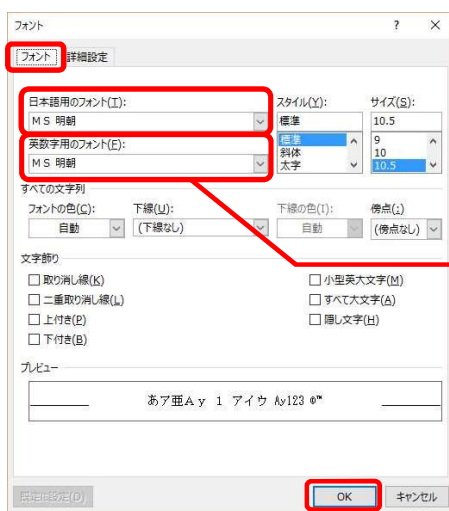 フォント ? ×
フォント 詳細設定
日本語用のフォント(T): スタイル(Y): サイズ(S):
ＭＳ 明朝 標準 10.5
英数字用のフォント(F): 標準 9
斜体 10
ＭＳ 明朝 太字 10.5
すべての文字列
フォントの色(C): 下線(U): 下線の色(I): 傍点(;)
自動 (下線なし) 自動 (傍点なし)
文字飾り
取り消し線(K) 小型英大文字(M)
二重取り消し線(L) すべて大文字(A)
上付き(P) 隠し文字(H)
下付き(B)
プレビュー
あア亜Ａｙ １ アイウ Ay123 ®™
既定に設定(D) OK キャンセル